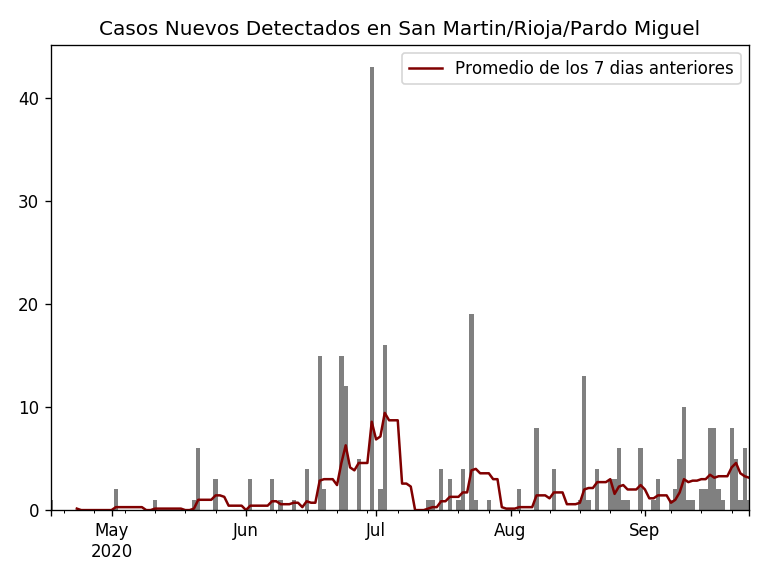 Casos Nuevos Detectados en San Martin/Rioja/Pardo Miguel
Promedio de los 7 dias anteriores
40
30
20
10
0
May Jun Jul Aug Sep
2020